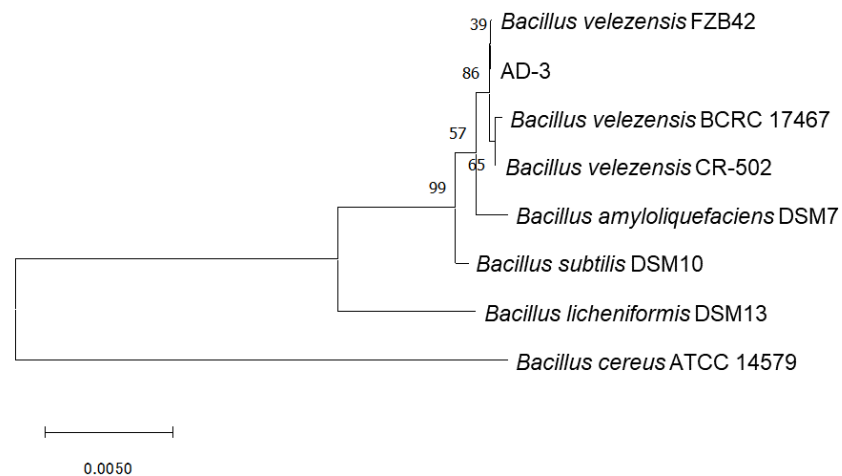 39
Bacillus velezensis FZB42
86
AD-3
Bacillus velezensis BCRC 17467
57
65
Bacillus velezensis CR-502
99
Bacillus amyloliquefaciens DSM7
Bacillus subtilis DSM10
Bacillus licheniformis DSM13
Bacillus cereus ATCC 14579
0.0050